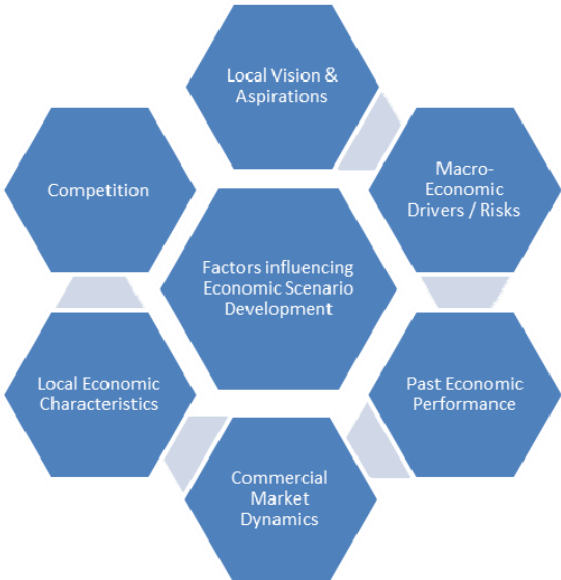 Local Vision &
Aspirations
Competition
Macro-
Economic
Drivers / Risks
Factors influencing
Economic Scenario
Development
Local Economic
Characteristics
Past Economic
Performance
Commercial
Market
Dynamics